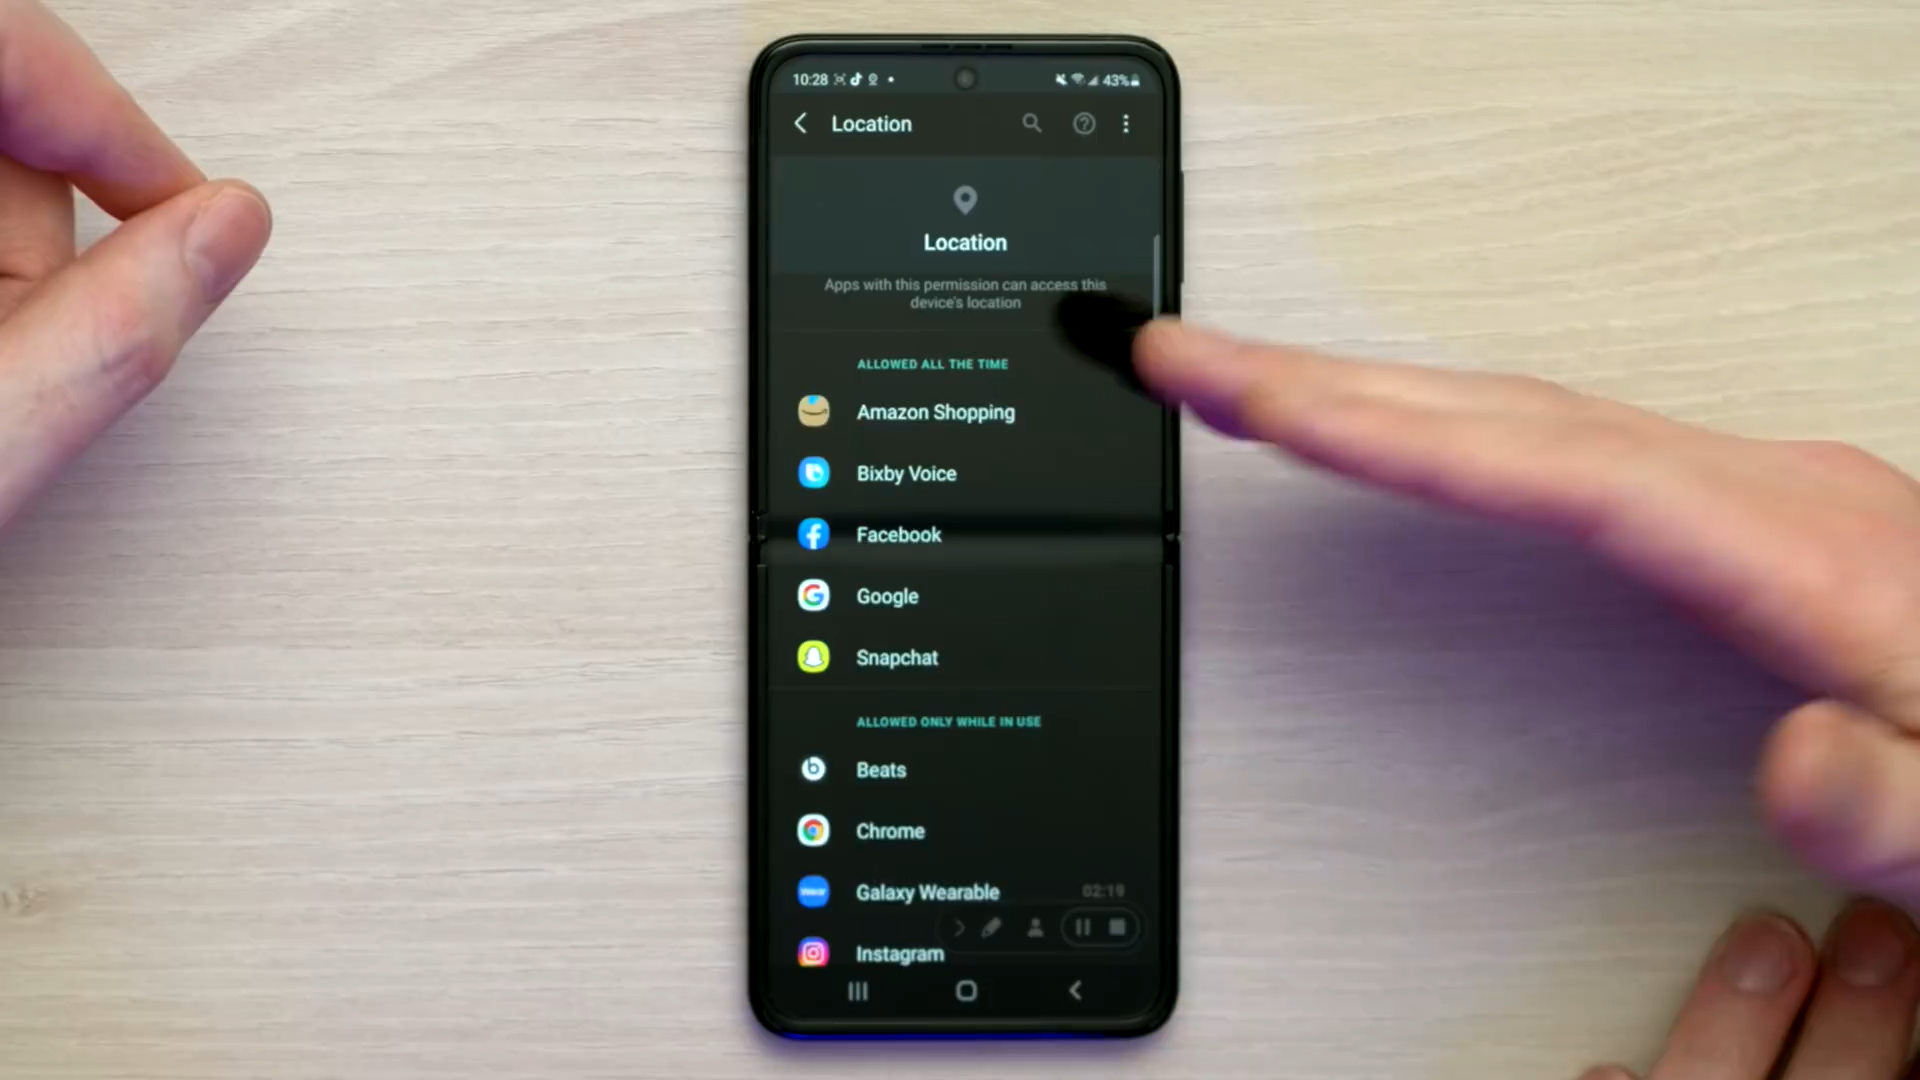 10:28
43%
Location
Location
Apps with this permission can access this
device's location
ALLOWED ALL THE TIME
Amazon Shopping
Bixby Voice
Facebook
Google
Snapchat
ALLOWED ONLY WHILE IN USE
Beats
Chrome
Galaxy Wearable
02:19
Instagram